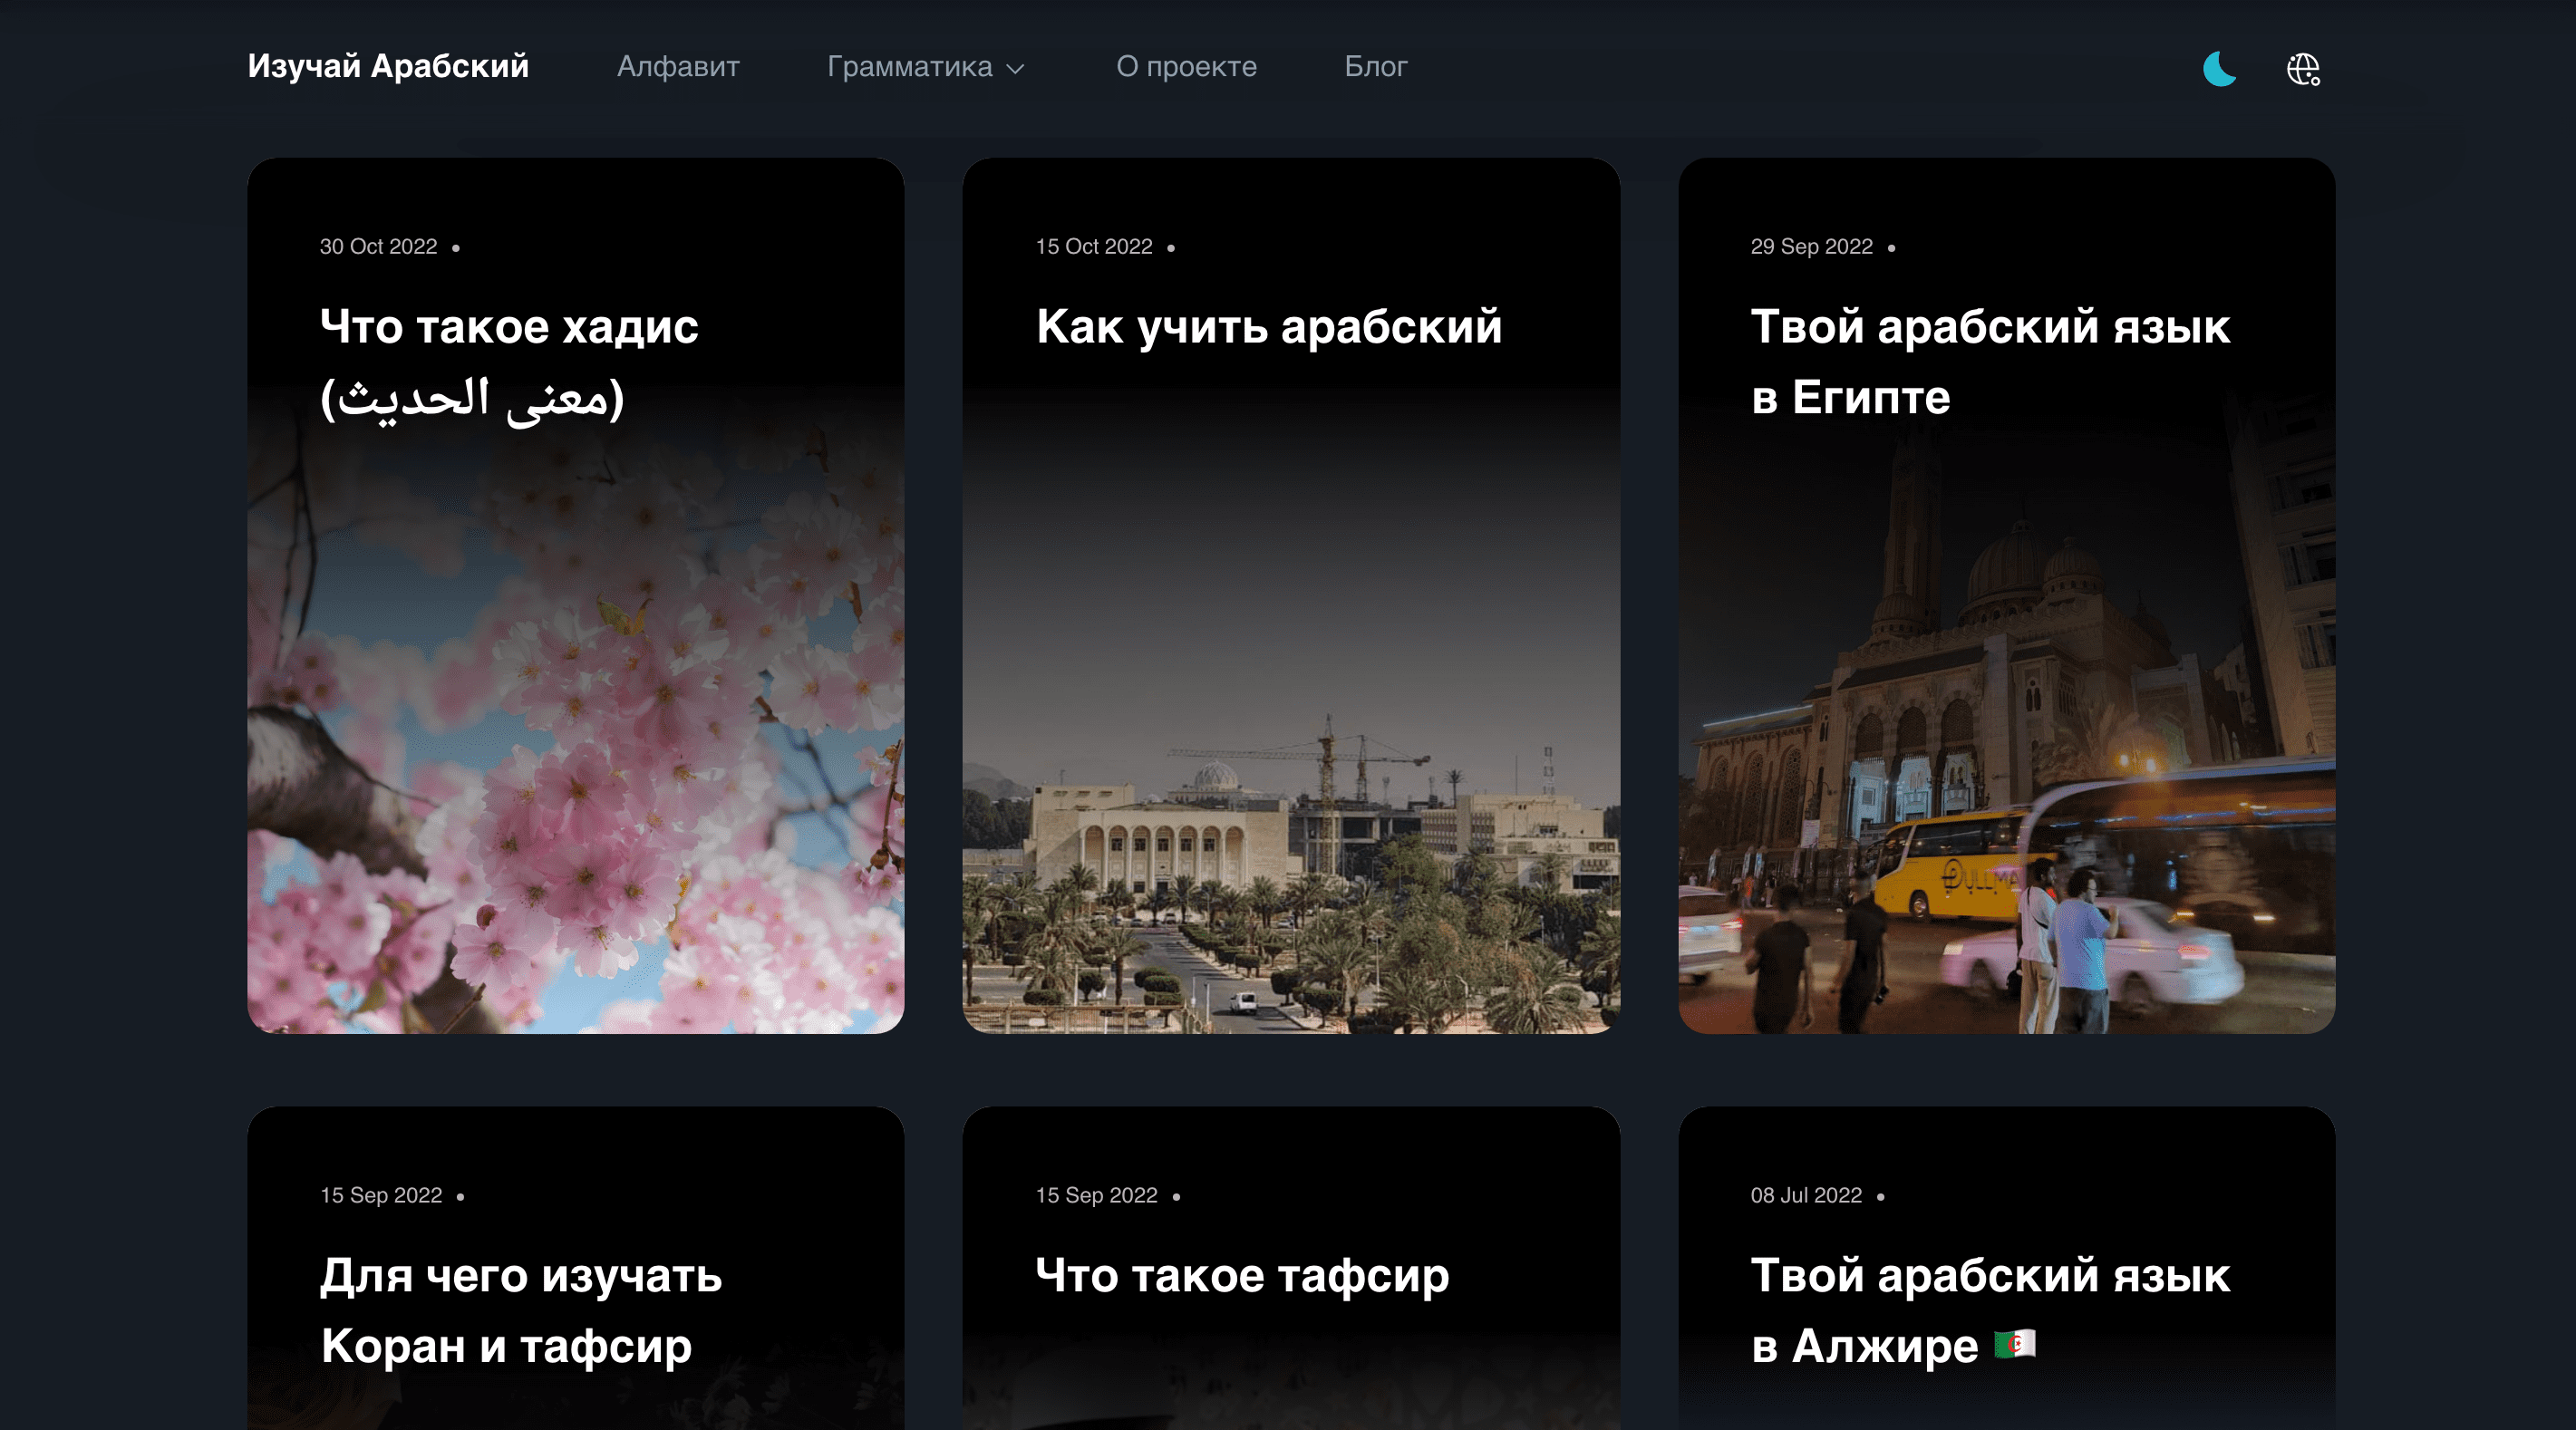 Изучай Арабский
Алфавит
Грамматика
О проекте
Блог
30 Oct 2022 •
Что такое хадис
(معنى الحديث)
15 Oct 2022 •
Как учить арабский
29 Sep 2022 •
Твой арабский язык
в Египте
15 Sep 2022 •
Для чего изучать
Коран и тафсир
15 Sep 2022 •
Что такое тафсир
08 Jul 2022 •
Твой арабский язык
в Алжире 🇩🇿